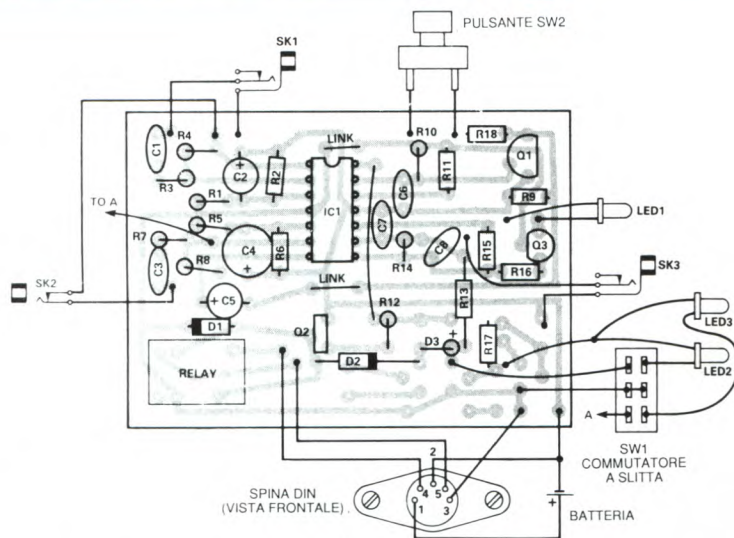 PULSANTE SW2
SK1
R10
R18
LINK
C1
R4
R3
C2
R2
IC1
C6
R11
Q1
R9
LED1
TO A
R1
R5
C7
C8
R15
Q3
R7
C4
R6
R14
R16
SK3
C3
R8
SK2
LINK
R13
C5
D1
Q2
R12
D3
R17
LED3
LED2
RELAY
D2
A
SW1
COMMUTATORE
A SLITTA
SPINA DIN
(VISTA FRONTALE).
2
4 5
1 3
BATTERIA